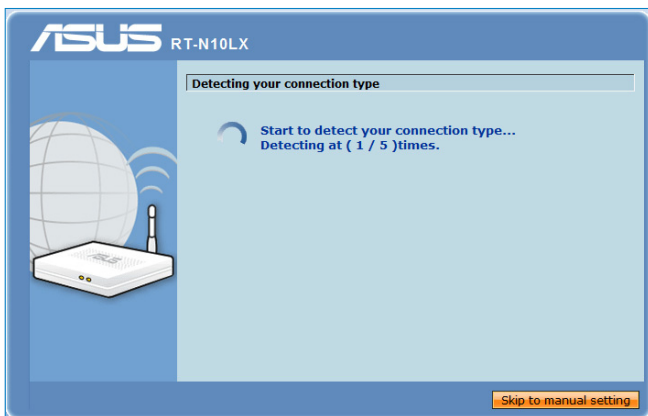 ASUS RT-N10LX
Detecting your connection type
Start to detect your connection type...
Detecting at ( 1 / 5 )times.
ASUS
Skip to manual setting